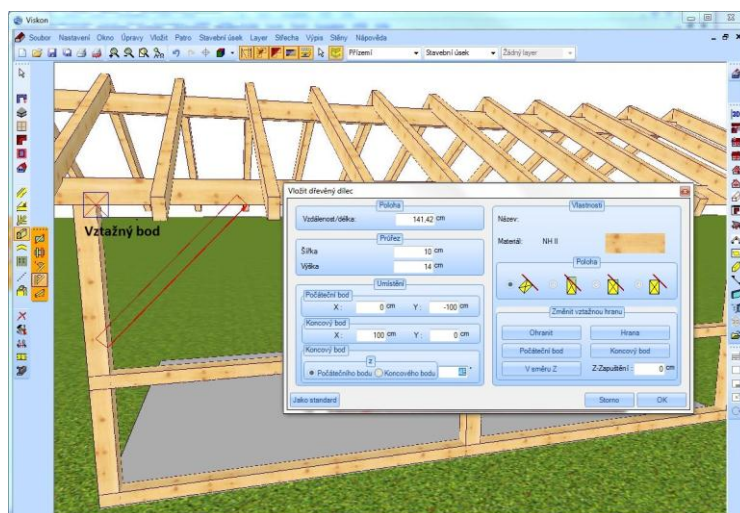 Viskon
Soubor Nastavení Okno Úpravy Vložit Patro Stavební úsek Layer Střecha Výpis Stěny Nápověda
Přízemí Stavební úsek Žádný layer
Vztažný bod
Vložit dřevěný dílec
Poloha
Vzdálenost/délka: 141,42 cm
Průřez
Šířka 10 cm
Výška 14 cm
Umístění
Počáteční bod
X: 0 cm Y: -100 cm
Koncový bod
X: 100 cm Y: 0 cm
Koncový bod
Z
Počátečního bodu Koncového bodu °
Vlastnosti
Název:
Materál: NH II
Poloha
Změnit vztažnou hranu
Ohranit Hrana
Počáteční bod Koncový bod
V směru Z Z-Zapuštění: 0 cm
Jako standard Storno OK